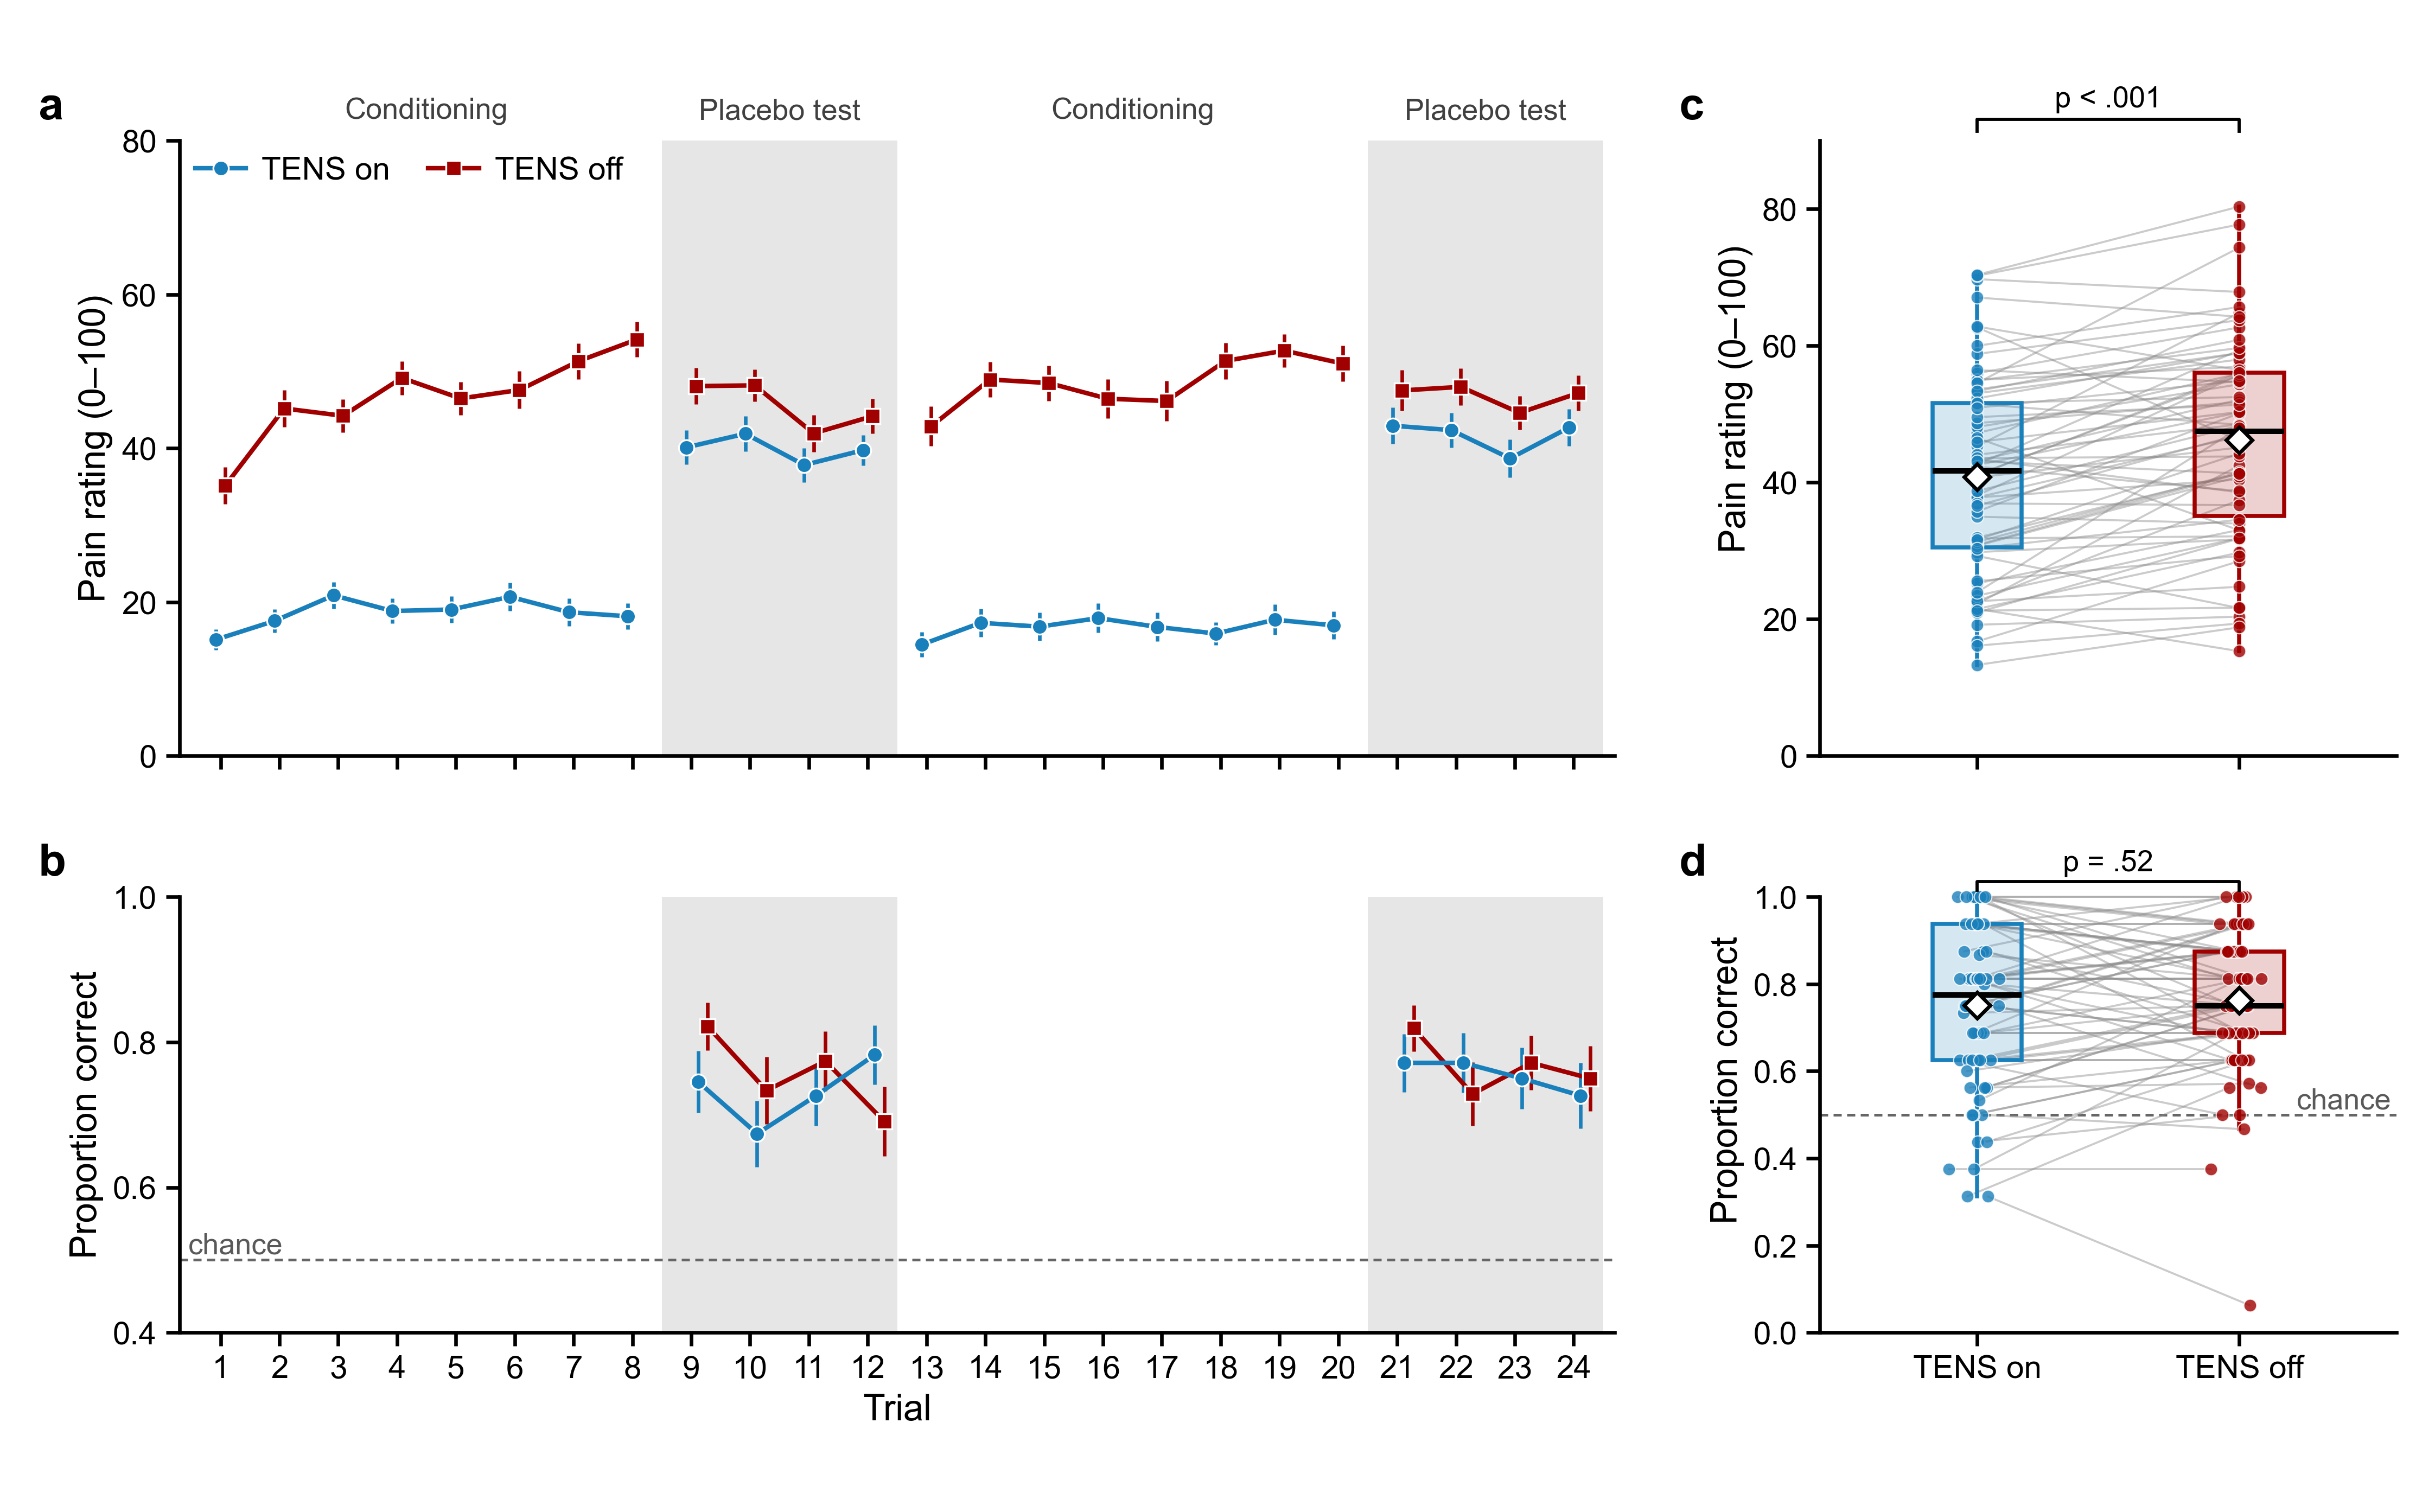 a
Conditioning
Placebo test
Conditioning
Placebo test
TENS on
TENS off
Pain rating (0–100)
80
60
40
20
0
c
p < .001
Pain rating (0–100)
80
60
40
20
0
b
Proportion correct
1.0
0.8
0.6
0.4
chance
1 2 3 4 5 6 7 8 9 10 11 12 13 14 15 16 17 18 19 20 21 22 23 24
Trial
d
p = .52
Proportion correct
1.0
0.8
0.6
0.4
0.2
0.0
chance
TENS on
TENS off